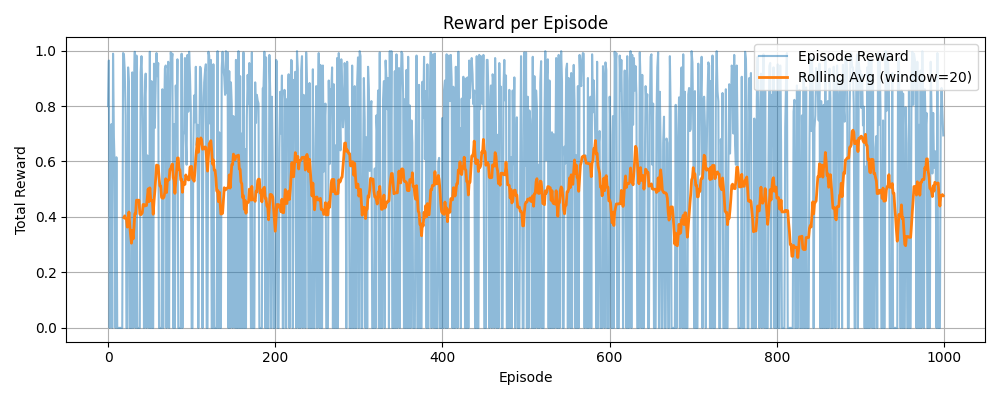 Reward per Episode
Episode Reward
Rolling Avg (window=20)
1.0
0.8
0.6
0.4
0.2
0.0
Total Reward
0 200 400 600 800 1000
Episode